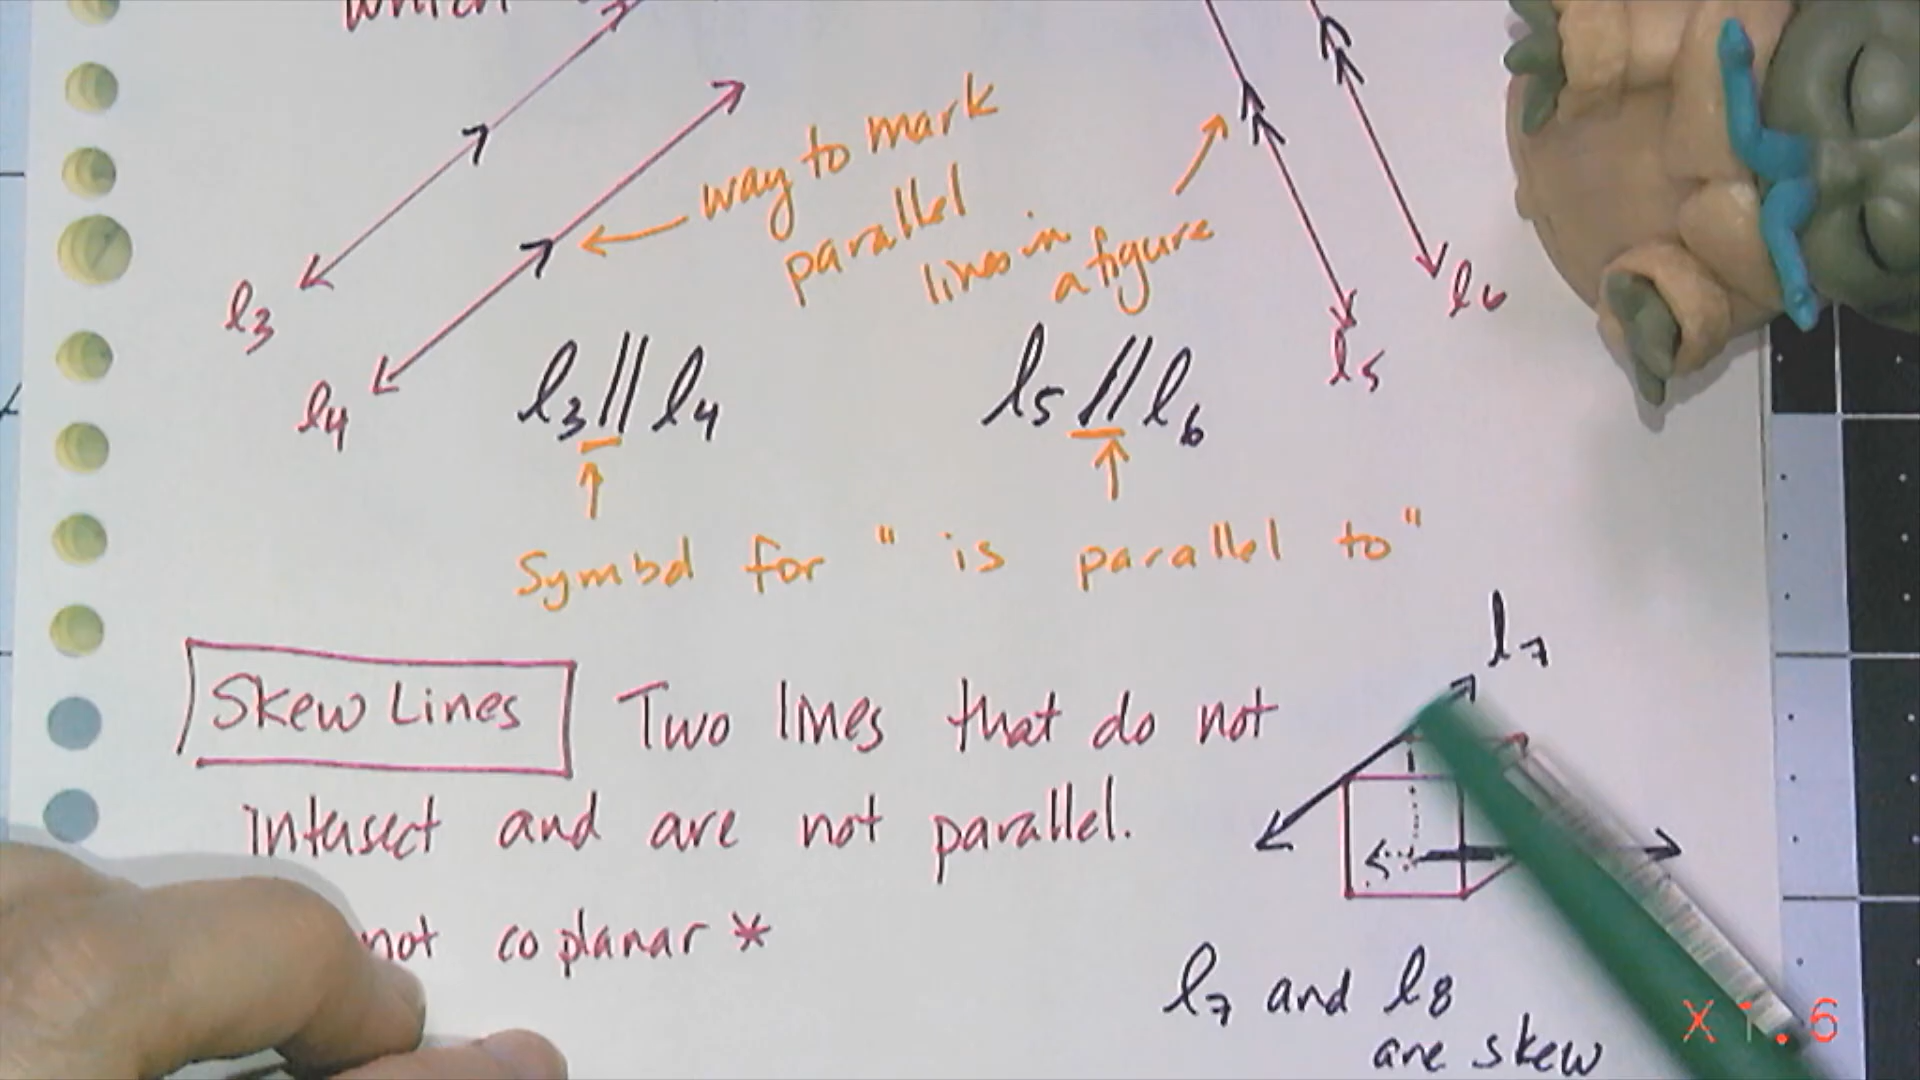 which
way to mark
parallel
lines in
a figure
l3
l4
l6
l5
l3 // l4
l5 // l6
Symbol for " is parallel to "
l7
Skew Lines Two lines that do not
intersect and are not parallel.
not coplanar *
l7 and l8
are skew
X1.6